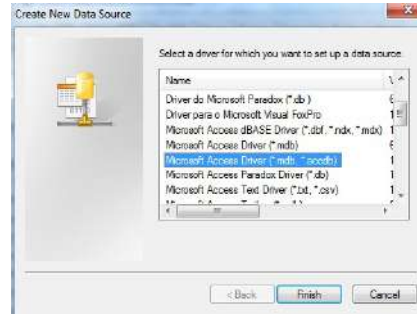 Create New Data Source
Select a driver for which you want to set up a data source.
Name
Driver do Microsoft Paradox (*.db )
Driver para o Microsoft Visual FoxPro
Microsoft Access dBASE Driver (*.dbf, *.ndx, *.mdx)
Microsoft Access Driver (*.mdb)
Microsoft Access Driver (*.mdb, *.accdb)
Microsoft Access Paradox Driver (*.db)
Microsoft Access Text Driver (*.txt, *.csv)
< Back
Finish
Cancel